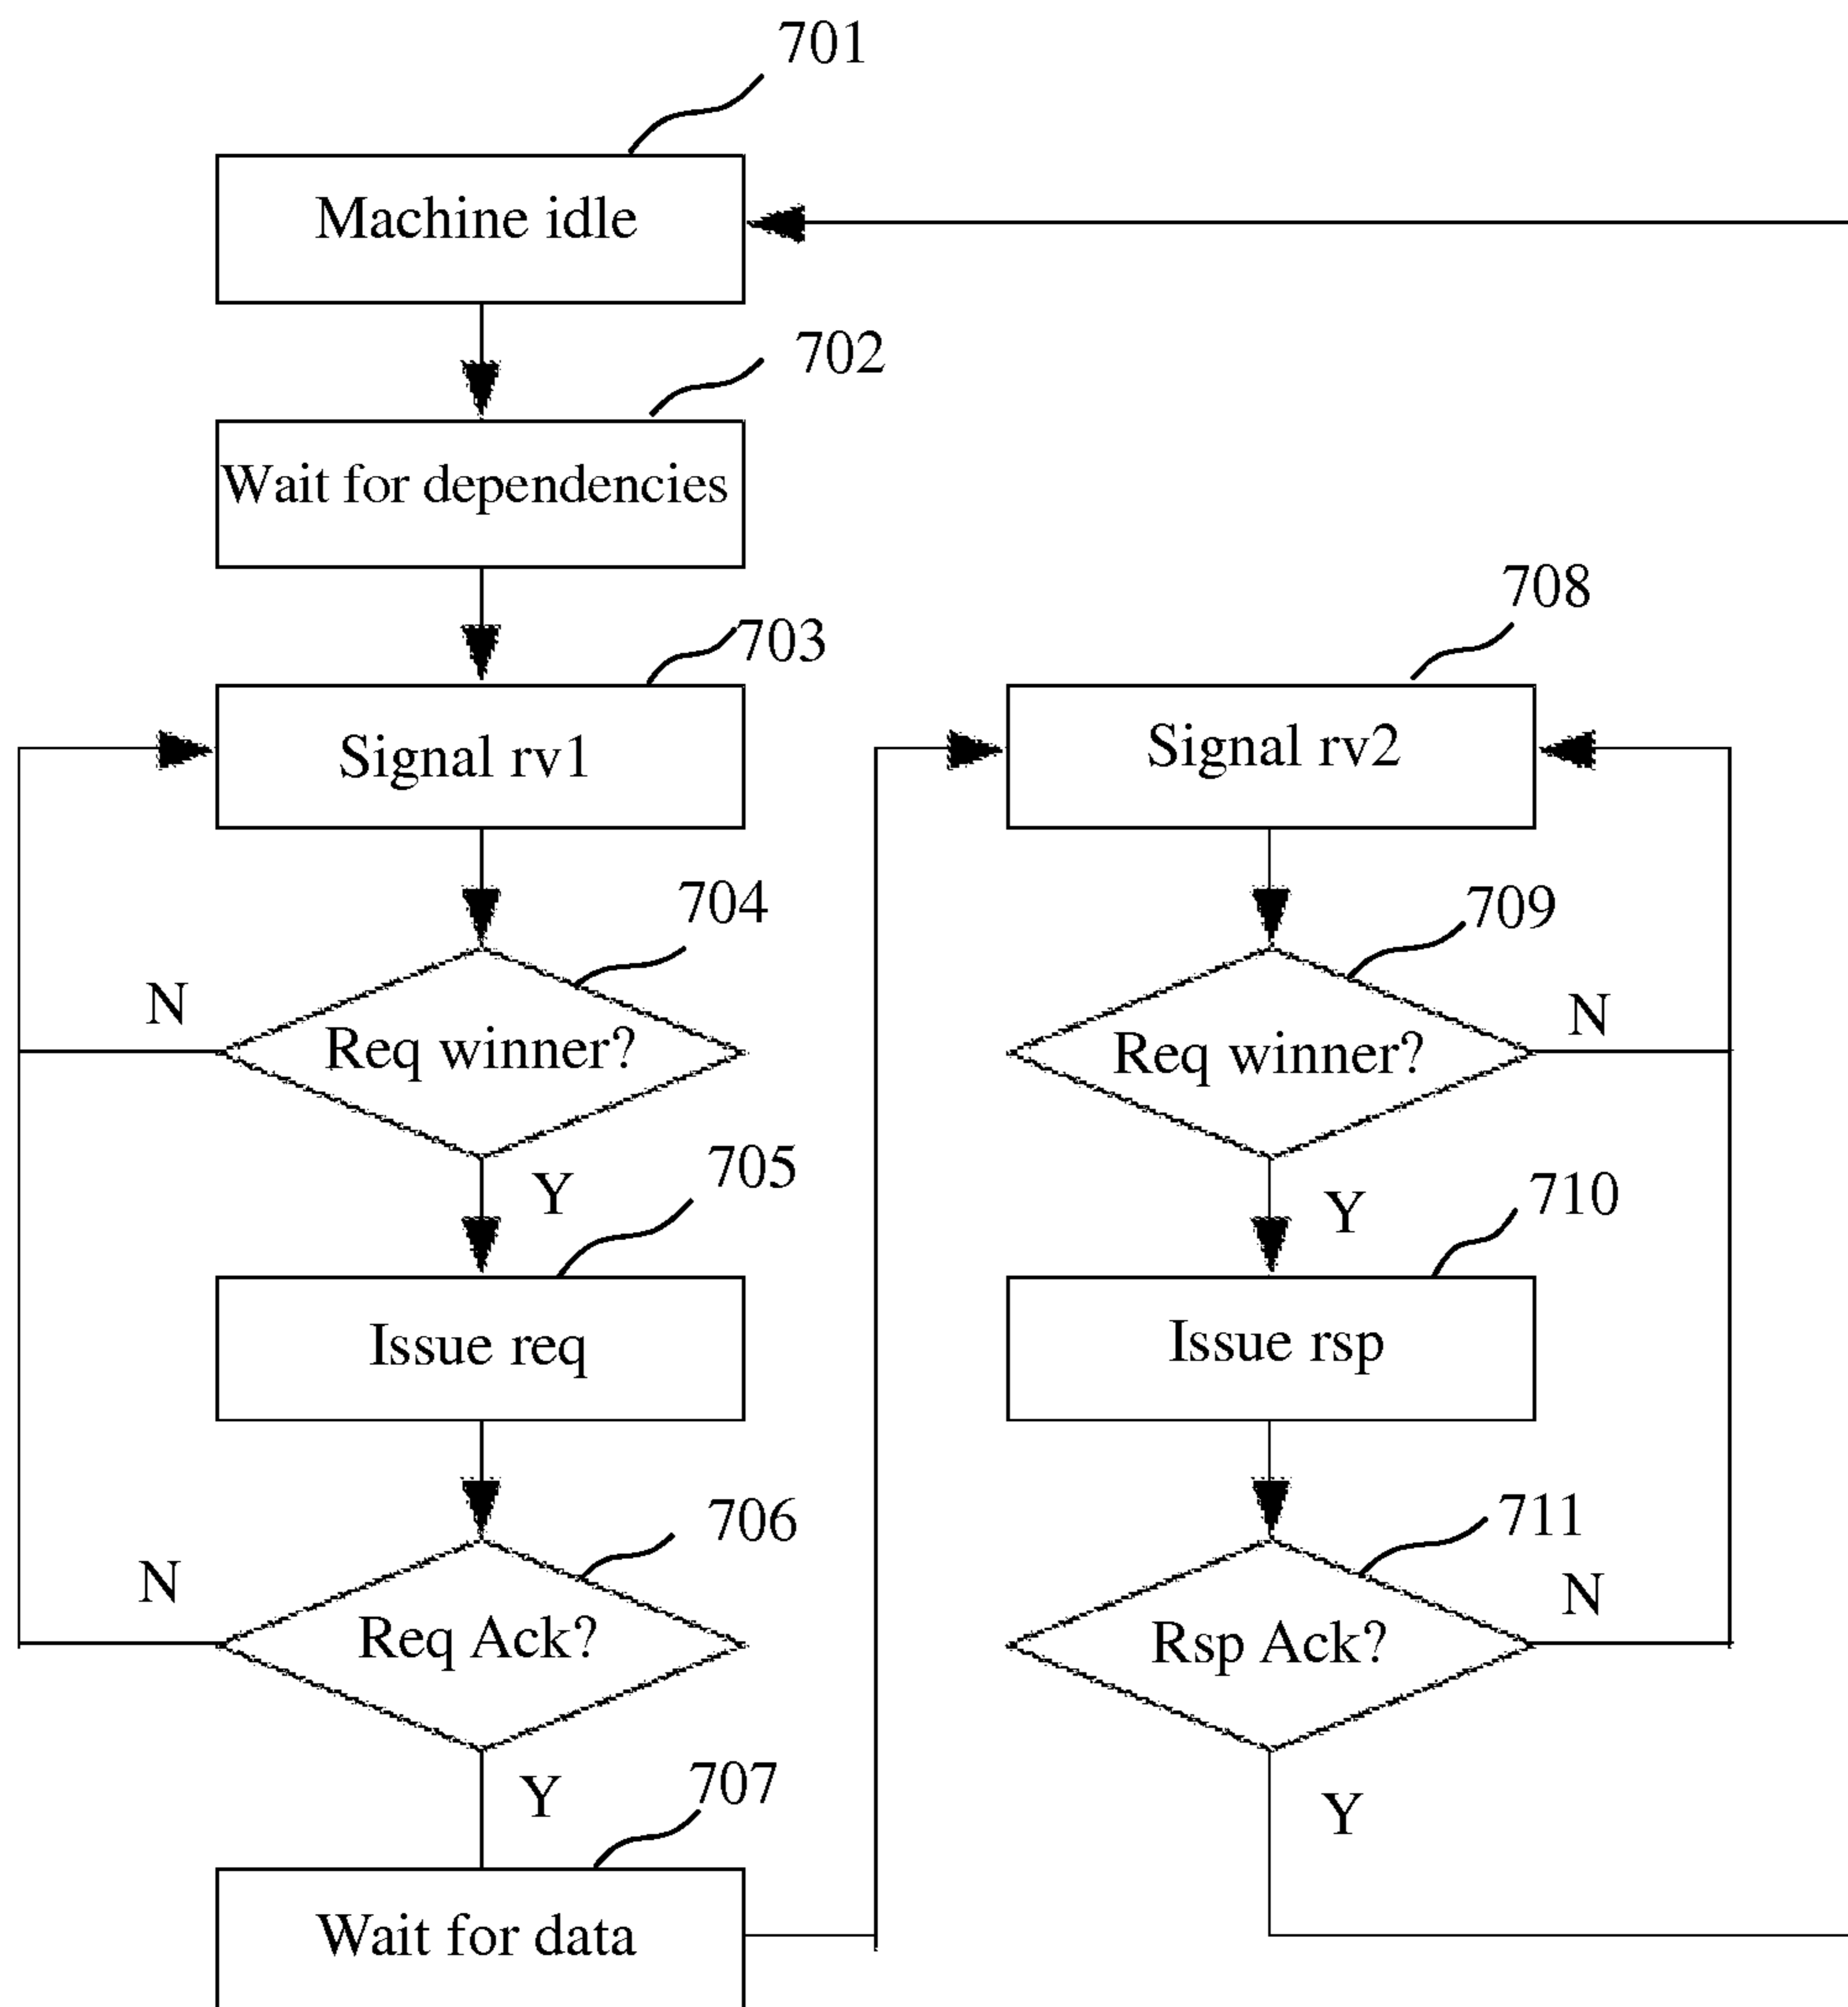 701
Machine idle
702
Wait for dependencies
703
Signal rv1
704
Req winner?
N
Y
705
Issue req
706
Req Ack?
N
Y
707
Wait for data
708
Signal rv2
709
Req winner?
N
Y
710
Issue rsp
711
Rsp Ack?
N
Y